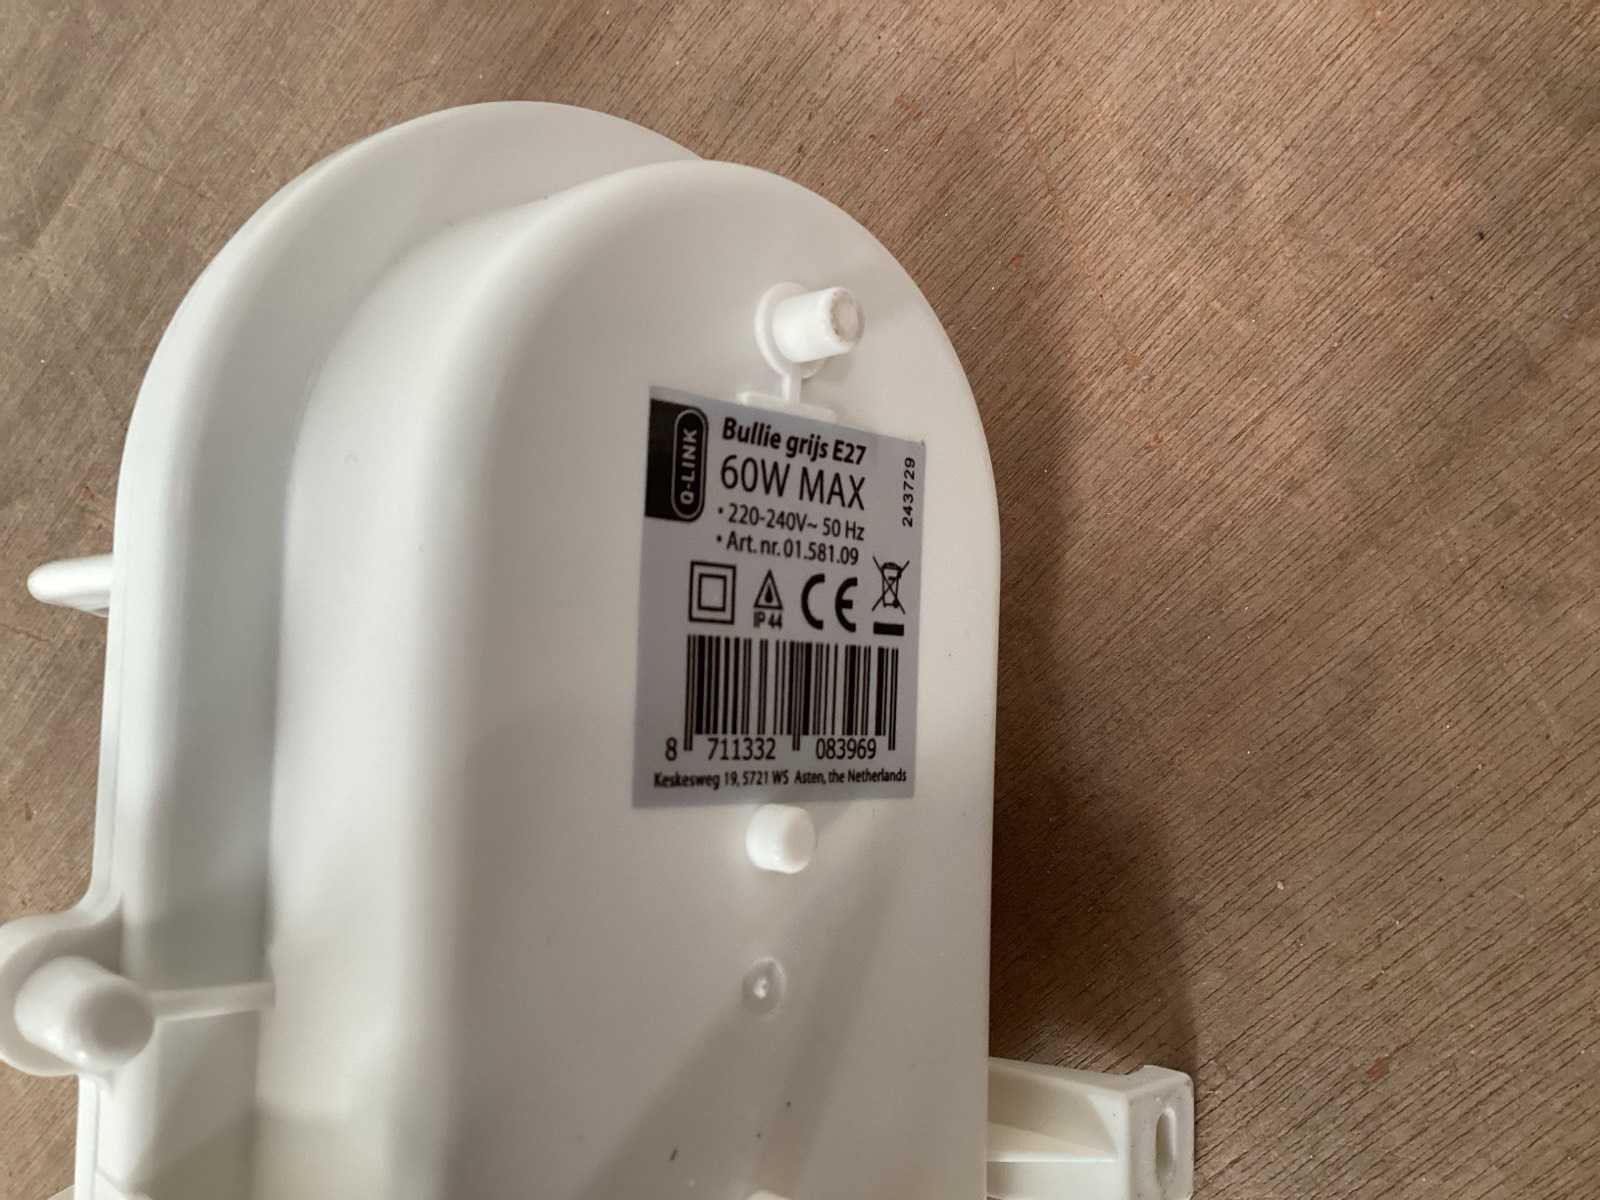 Q-LINK
Bullie grijs E27
60W MAX
• 220-240V~ 50 Hz
• Art. nr. 01.581.09
243729
IP 44
CE
8 711332 083969
Keskesweg 19, 5721 WS Asten, the Netherlands